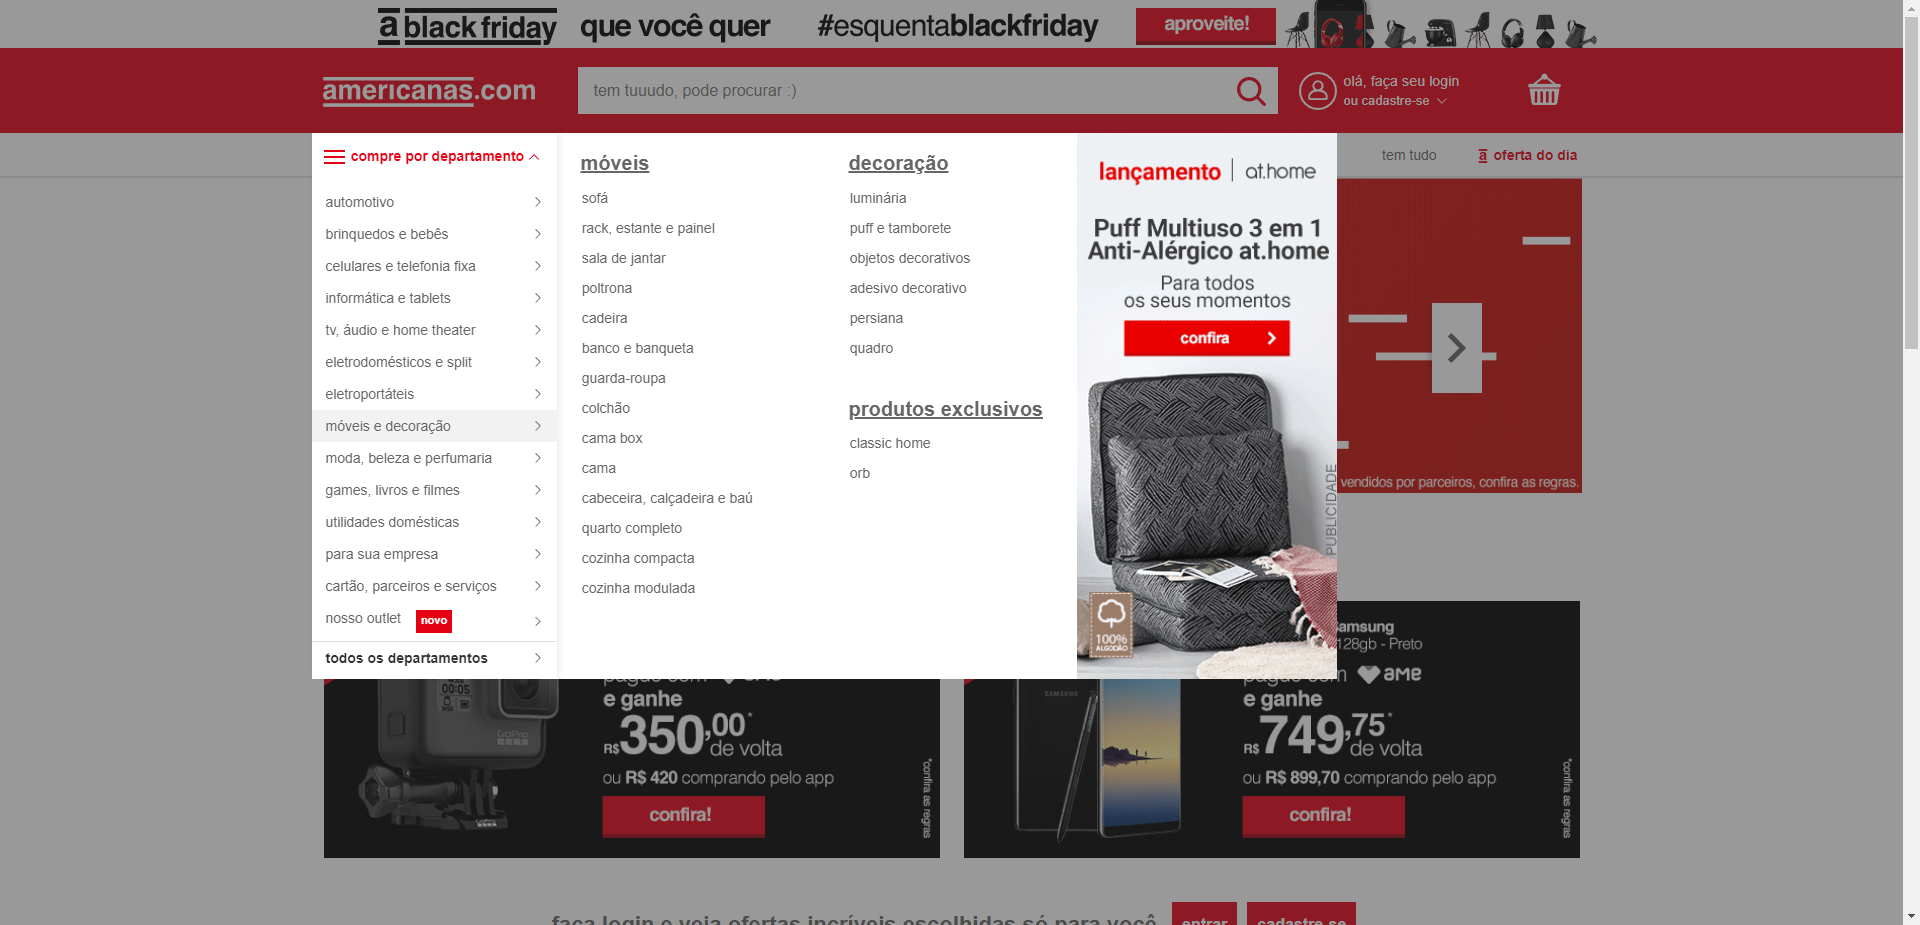 a black friday que você quer #esquentablackfriday aproveite!
americanas.com
tem tuuudo, pode procurar :)
olá, faça seu login
ou cadastre-se
compre por departamento
tem tudo
a oferta do dia
automotivo
brinquedos e bebês
celulares e telefonia fixa
informática e tablets
tv, áudio e home theater
eletrodomésticos e split
eletroportáteis
móveis e decoração
moda, beleza e perfumaria
games, livros e filmes
utilidades domésticas
para sua empresa
cartão, parceiros e serviços
nosso outlet novo
todos os departamentos
móveis
sofá
rack, estante e painel
sala de jantar
poltrona
cadeira
banco e banqueta
guarda-roupa
colchão
cama box
cama
cabeceira, calçadeira e baú
quarto completo
cozinha compacta
cozinha modulada
decoração
luminária
puff e tamborete
objetos decorativos
adesivo decorativo
persiana
quadro
produtos exclusivos
classic home
orb
lançamento | at.home
Puff Multiuso 3 em 1
Anti-Alérgico at.home
Para todos
os seus momentos
confira
100%
ALGODÃO
PUBLICIDADE
vendidos por parceiros, confira as regras.
00:05
GoPro
GoPro
pague com ame
e ganhe
R$350,00*
de volta
ou R$ 420 comprando pelo app
confira!
*confira as regras
Samsung
128gb - Preto
SAMSUNG
pague com ame
e ganhe
R$749,75*
de volta
ou R$ 899,70 comprando pelo app
confira!
*confira as regras
faça login e veja ofertas incríveis escolhidas só para você
entrar
cadastre-se